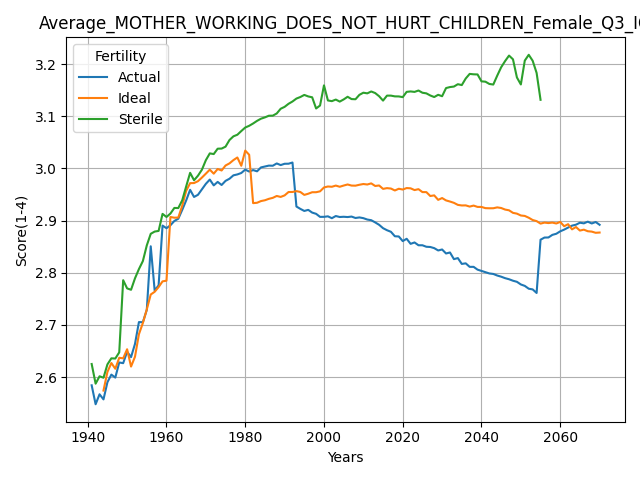 Average_MOTHER_WORKING_DOES_NOT_HURT_CHILDREN_Female_Q3_I
Fertility
Actual
Ideal
Sterile
Score(1-4)
3.2
3.1
3.0
2.9
2.8
2.7
2.6
1940 1960 1980 2000 2020 2040 2060
Years